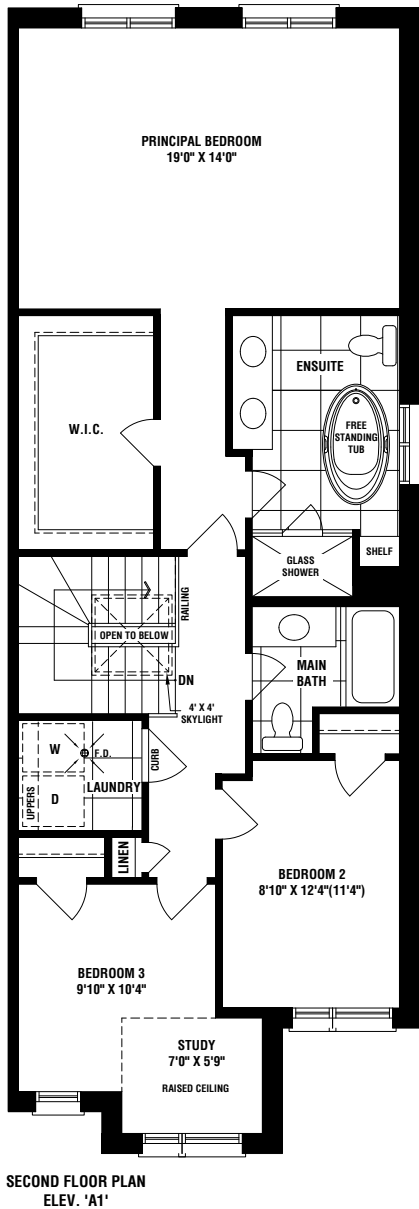 PRINCIPAL BEDROOM
19'0" X 14'0"
ENSUITE
W.I.C.
FREE
STANDING
TUB
GLASS
SHOWER
SHELF
RAILING
OPEN TO BELOW
DN
4' X 4'
SKYLIGHT
MAIN
BATH
W
F.D.
CURB
LAUNDRY
UPPERS
D
LINEN
BEDROOM 2
8'10" X 12'4"(11'4")
BEDROOM 3
9'10" X 10'4"
STUDY
7'0" X 5'9"
RAISED CEILING
SECOND FLOOR PLAN
ELEV. 'A1'